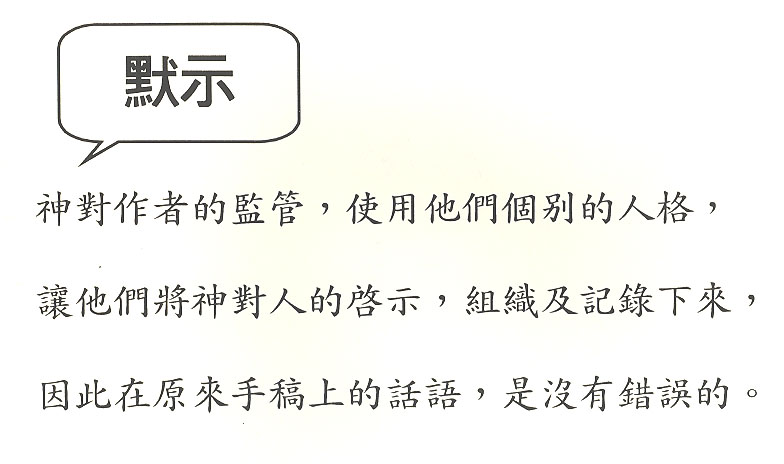 默示
神對作者的監管，使用他們個別的人格，
讓他們將神對人的啓示，組織及記錄下來，
因此在原來手稿上的話語，是沒有錯誤的。